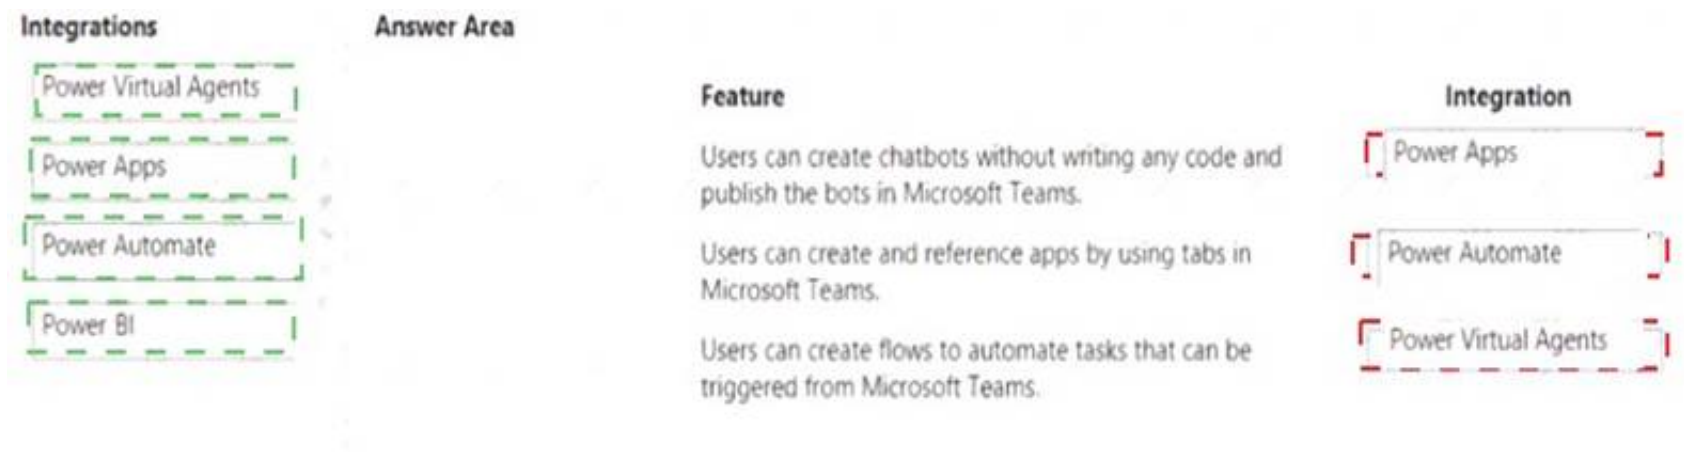 Integrations
Answer Area
Power Virtual Agents
Power Apps
Power Automate
Power BI
Feature
Integration
Users can create chatbots without writing any code and
publish the bots in Microsoft Teams.
Power Apps
Users can create and reference apps by using tabs in
Microsoft Teams.
Power Automate
Users can create flows to automate tasks that can be
triggered from Microsoft Teams.
Power Virtual Agents